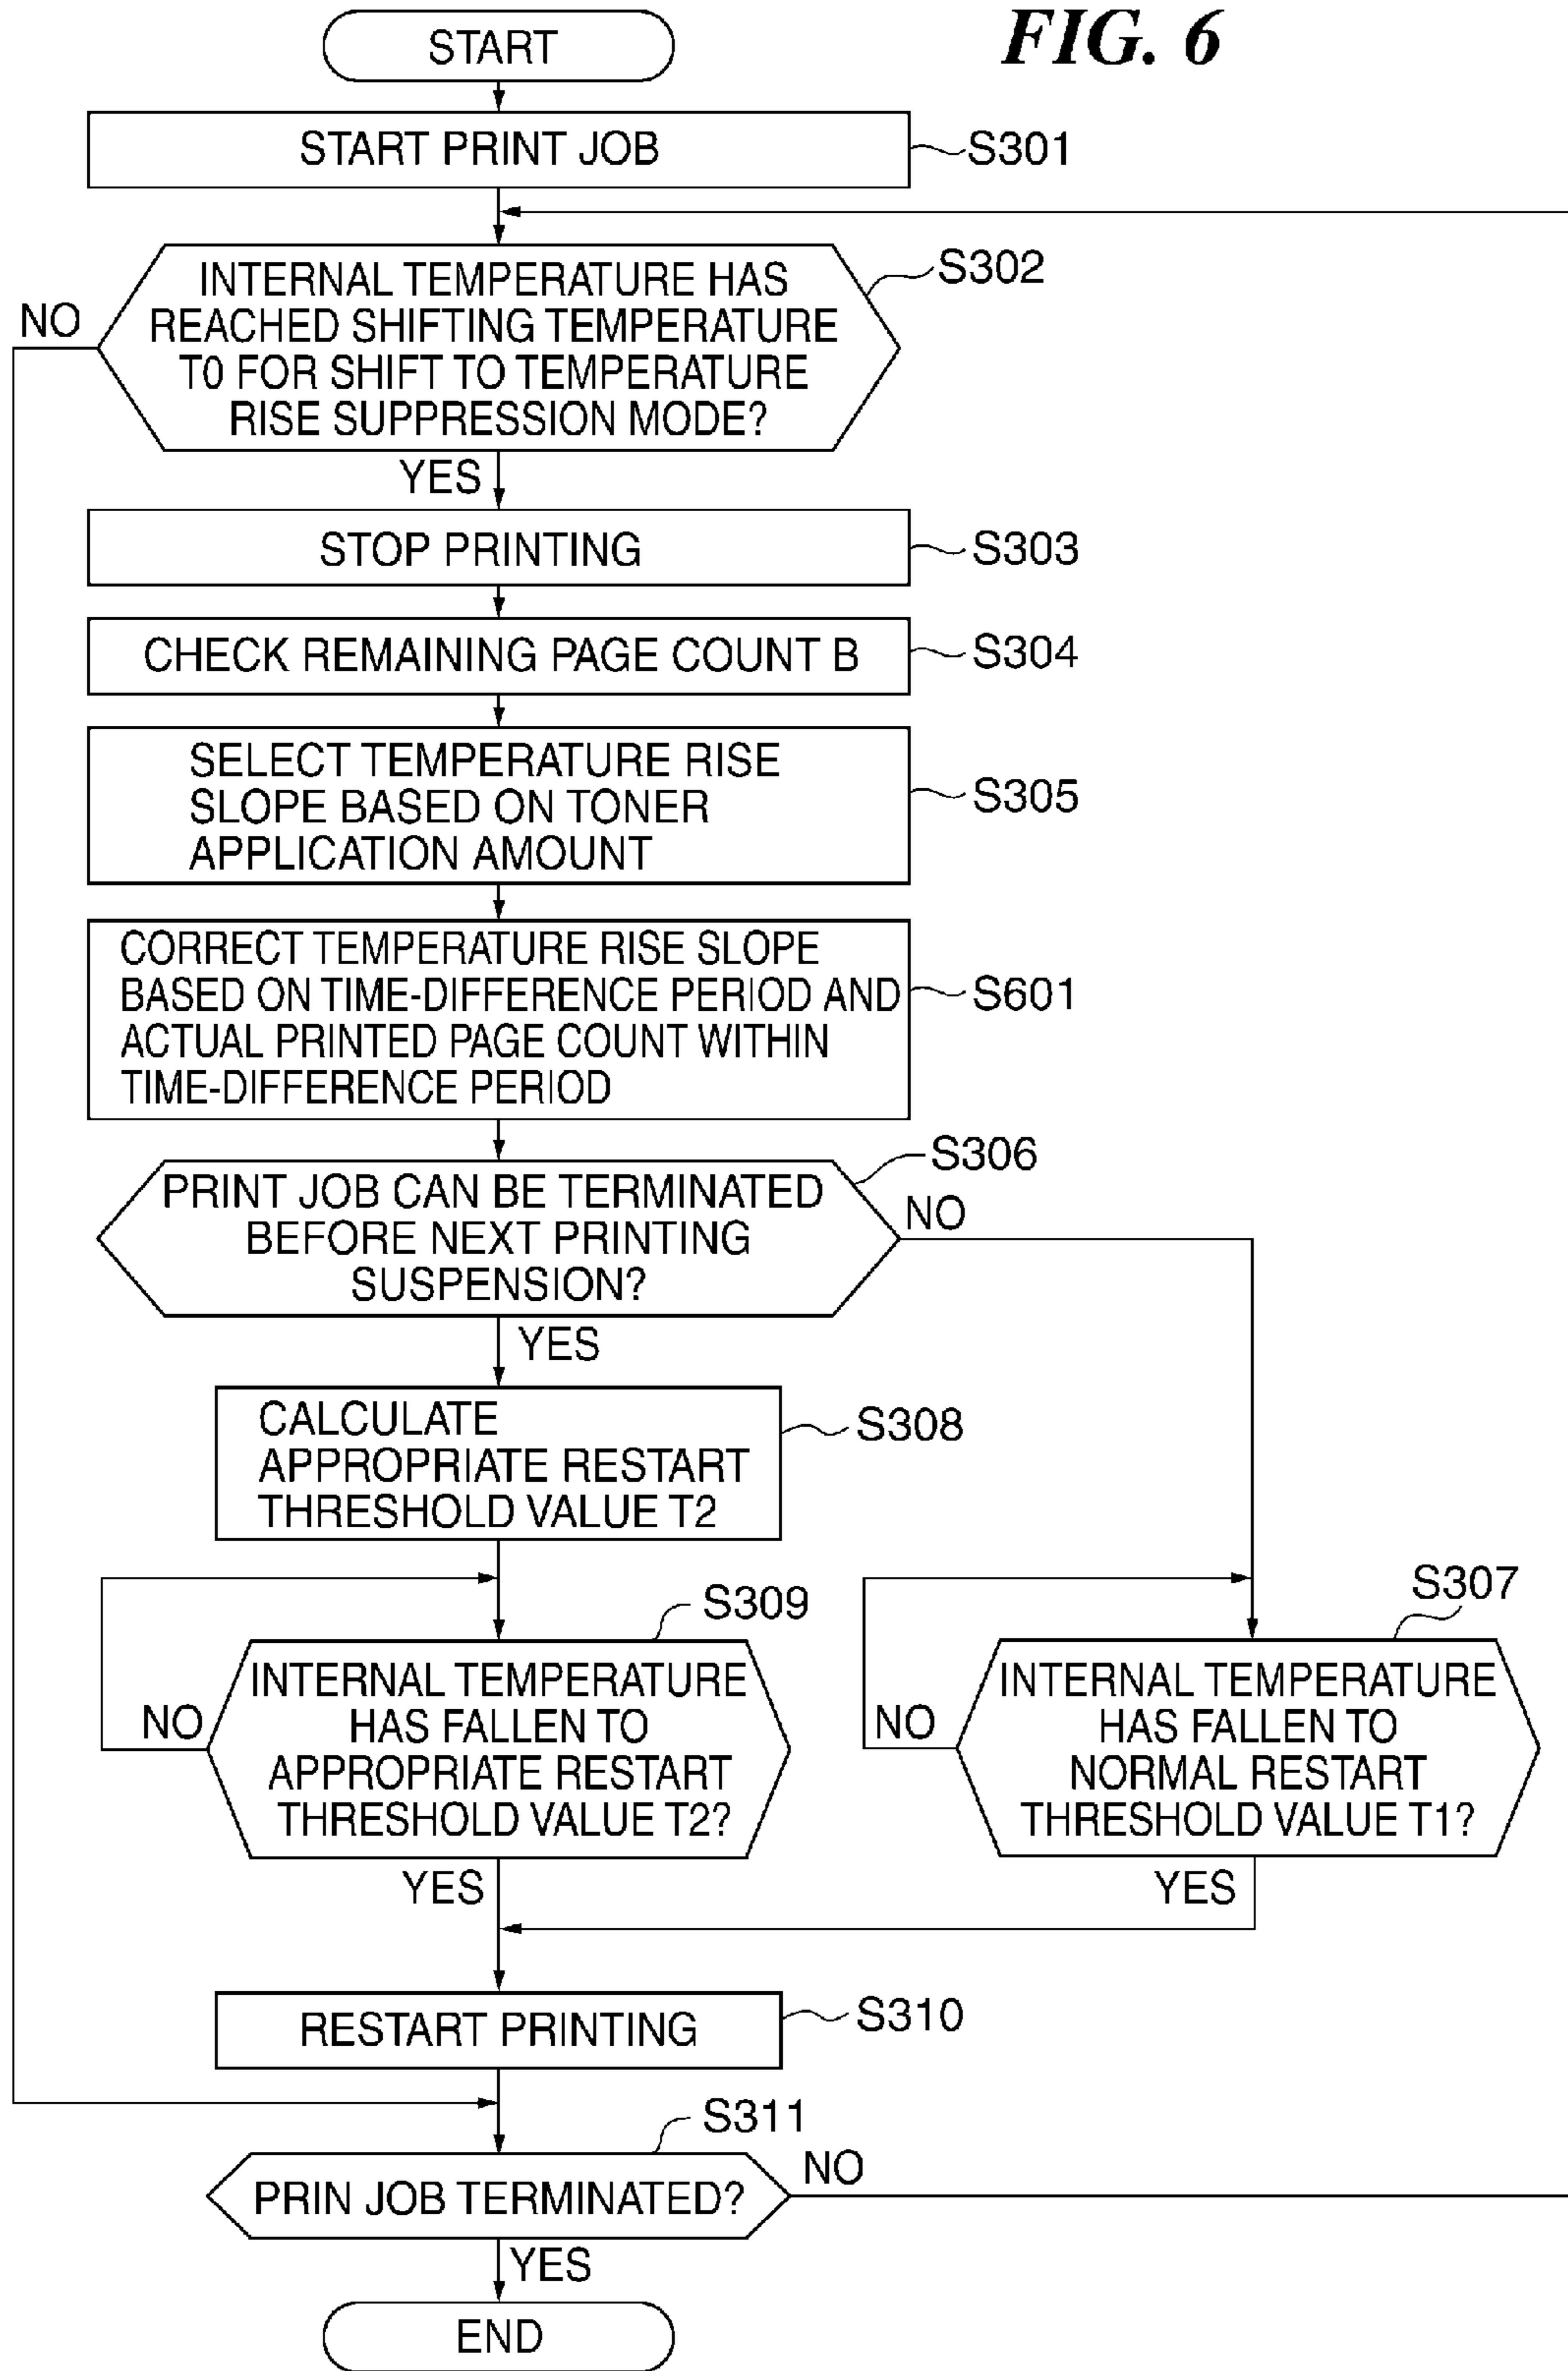 FIG. 6
START
START PRINT JOB
S301
INTERNAL TEMPERATURE HAS
REACHED SHIFTING TEMPERATURE
T0 FOR SHIFT TO TEMPERATURE
RISE SUPPRESSION MODE?
S302
NO
YES
STOP PRINTING
S303
CHECK REMAINING PAGE COUNT B
S304
SELECT TEMPERATURE RISE
SLOPE BASED ON TONER
APPLICATION AMOUNT
S305
CORRECT TEMPERATURE RISE SLOPE
BASED ON TIME-DIFFERENCE PERIOD AND
ACTUAL PRINTED PAGE COUNT WITHIN
TIME-DIFFERENCE PERIOD
S601
PRINT JOB CAN BE TERMINATED
BEFORE NEXT PRINTING
SUSPENSION?
S306
NO
YES
CALCULATE
APPROPRIATE RESTART
THRESHOLD VALUE T2
S308
INTERNAL TEMPERATURE
HAS FALLEN TO
APPROPRIATE RESTART
THRESHOLD VALUE T2?
S309
NO
YES
INTERNAL TEMPERATURE
HAS FALLEN TO
NORMAL RESTART
THRESHOLD VALUE T1?
S307
NO
YES
RESTART PRINTING
S310
PRIN JOB TERMINATED?
S311
NO
YES
END